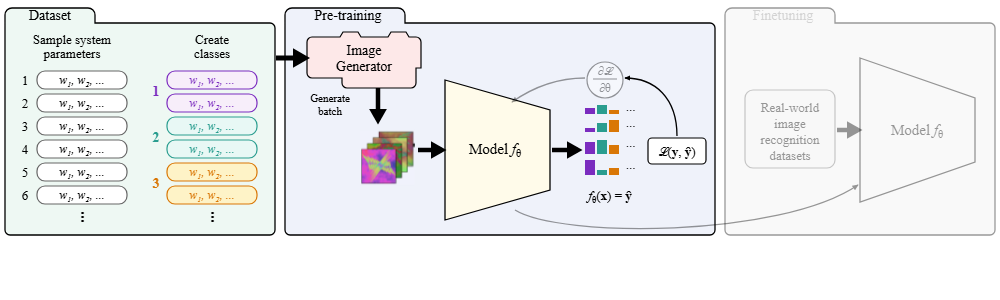 Dataset
Sample system
parameters
Create
classes
1 w1, w2, ...
2 w1, w2, ...
3 w1, w2, ...
4 w1, w2, ...
5 w1, w2, ...
6 w1, w2, ...
⋮
1
w1, w2, ...
w1, w2, ...
2
w1, w2, ...
w1, w2, ...
3
w1, w2, ...
w1, w2, ...
⋮
Pre-training
Image
Generator
Generate
batch
Model fθ
∂ℒ
∂θ
...
...
...
...
ℒ(y, ŷ)
fθ(x) = ŷ
Finetuning
Real-world
image
recognition
datasets
Model fθ